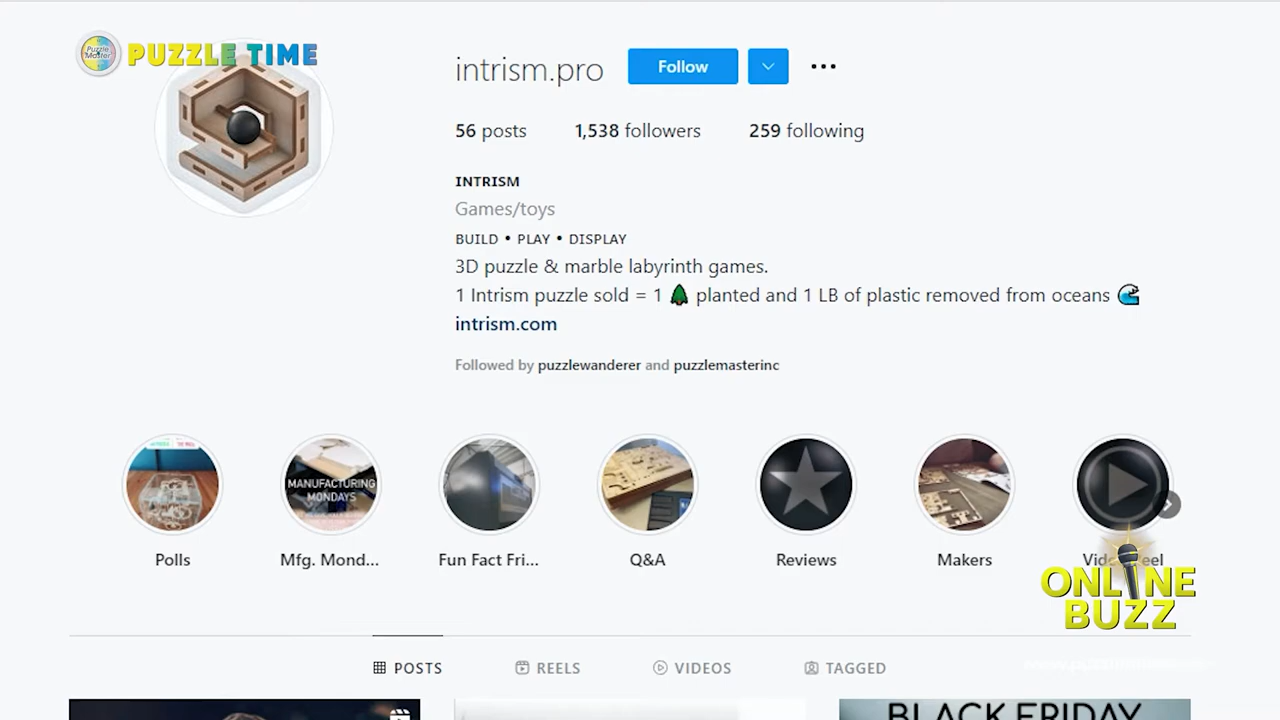 Puzzle Master
PUZZLE TIME
intrism.pro
Follow
56 posts
1,538 followers
259 following
INTRISM
Games/toys
BUILD • PLAY • DISPLAY
3D puzzle & marble labyrinth games.
1 Intrism puzzle sold = 1 🌲 planted and 1 LB of plastic removed from oceans 🌊
intrism.com
Followed by puzzlewanderer and puzzlemasterinc
MANUFACTURING
MONDAYS
Polls
Mfg. Mond...
Fun Fact Fri...
Q&A
Reviews
Makers
ONLINE
BUZZ
POSTS
REELS
VIDEOS
TAGGED
BLACK FRIDAY